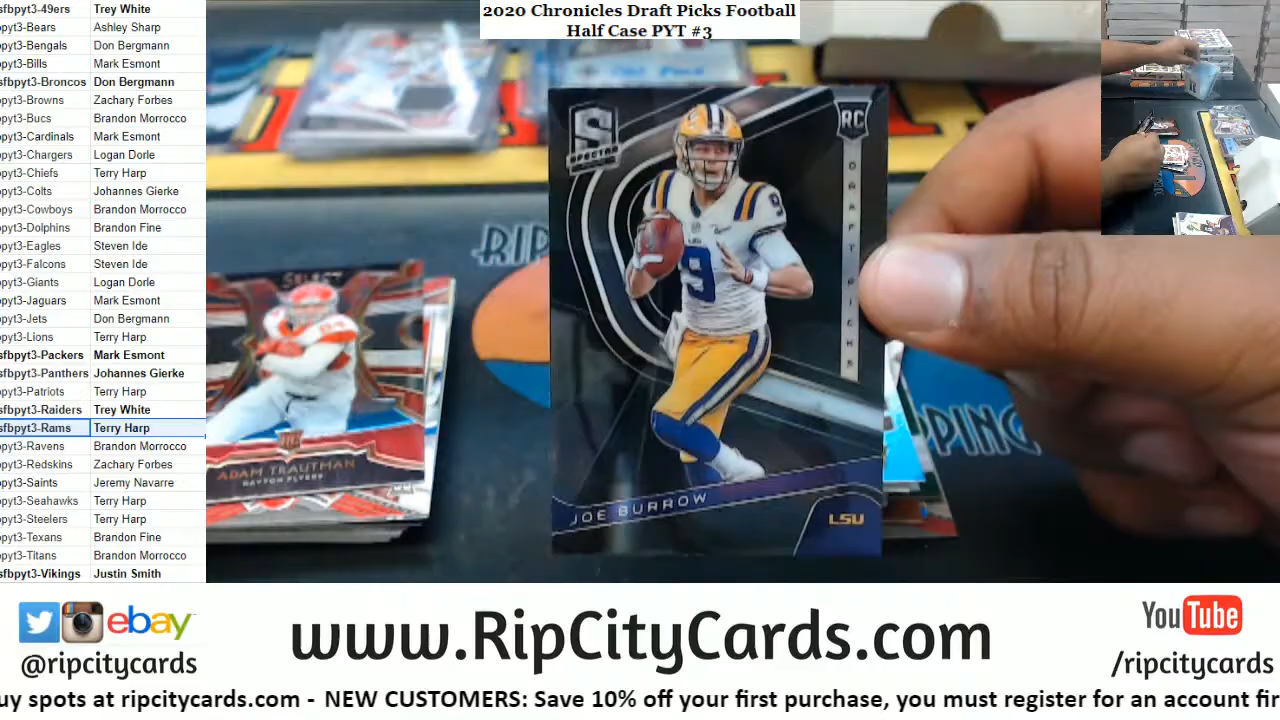 2020 Chronicles Draft Picks Football
Half Case PYT #3
sfbpyt3-49ers Trey White
pyt3-Bears Ashley Sharp
pyt3-Bengals Don Bergmann
pyt3-Bills Mark Esmont
sfbpyt3-Broncos Don Bergmann
pyt3-Browns Zachary Forbes
pyt3-Bucs Brandon Morrocco
pyt3-Cardinals Mark Esmont
pyt3-Chargers Logan Dorle
pyt3-Chiefs Terry Harp
pyt3-Colts Johannes Gierke
pyt3-Cowboys Brandon Morrocco
pyt3-Dolphins Brandon Fine
pyt3-Eagles Steven Ide
pyt3-Falcons Steven Ide
pyt3-Giants Logan Dorle
pyt3-Jaguars Mark Esmont
pyt3-Jets Don Bergmann
pyt3-Lions Terry Harp
sfbpyt3-Packers Mark Esmont
sfbpyt3-Panthers Johannes Gierke
pyt3-Patriots Terry Harp
sfbpyt3-Raiders Trey White
sfbpyt3-Rams Terry Harp
pyt3-Ravens Brandon Morrocco
pyt3-Redskins Zachary Forbes
pyt3-Saints Jeremy Navarre
pyt3-Seahawks Terry Harp
pyt3-Steelers Terry Harp
pyt3-Texans Brandon Fine
pyt3-Titans Brandon Morrocco
sfbpyt3-Vikings Justin Smith
S
SPECTRA
RC
DRAFT PICKS
9
9
JOE BURROW
LSU
SELECT
RC
ADAM TRAUTMAN
DAYTON FLYERS
RIP
PPING
ebay
@ripcitycards
www.RipCityCards.com
YouTube
/ripcitycards
uy spots at ripcitycards.com - NEW CUSTOMERS: Save 10% off your first purchase, you must register for an account fir